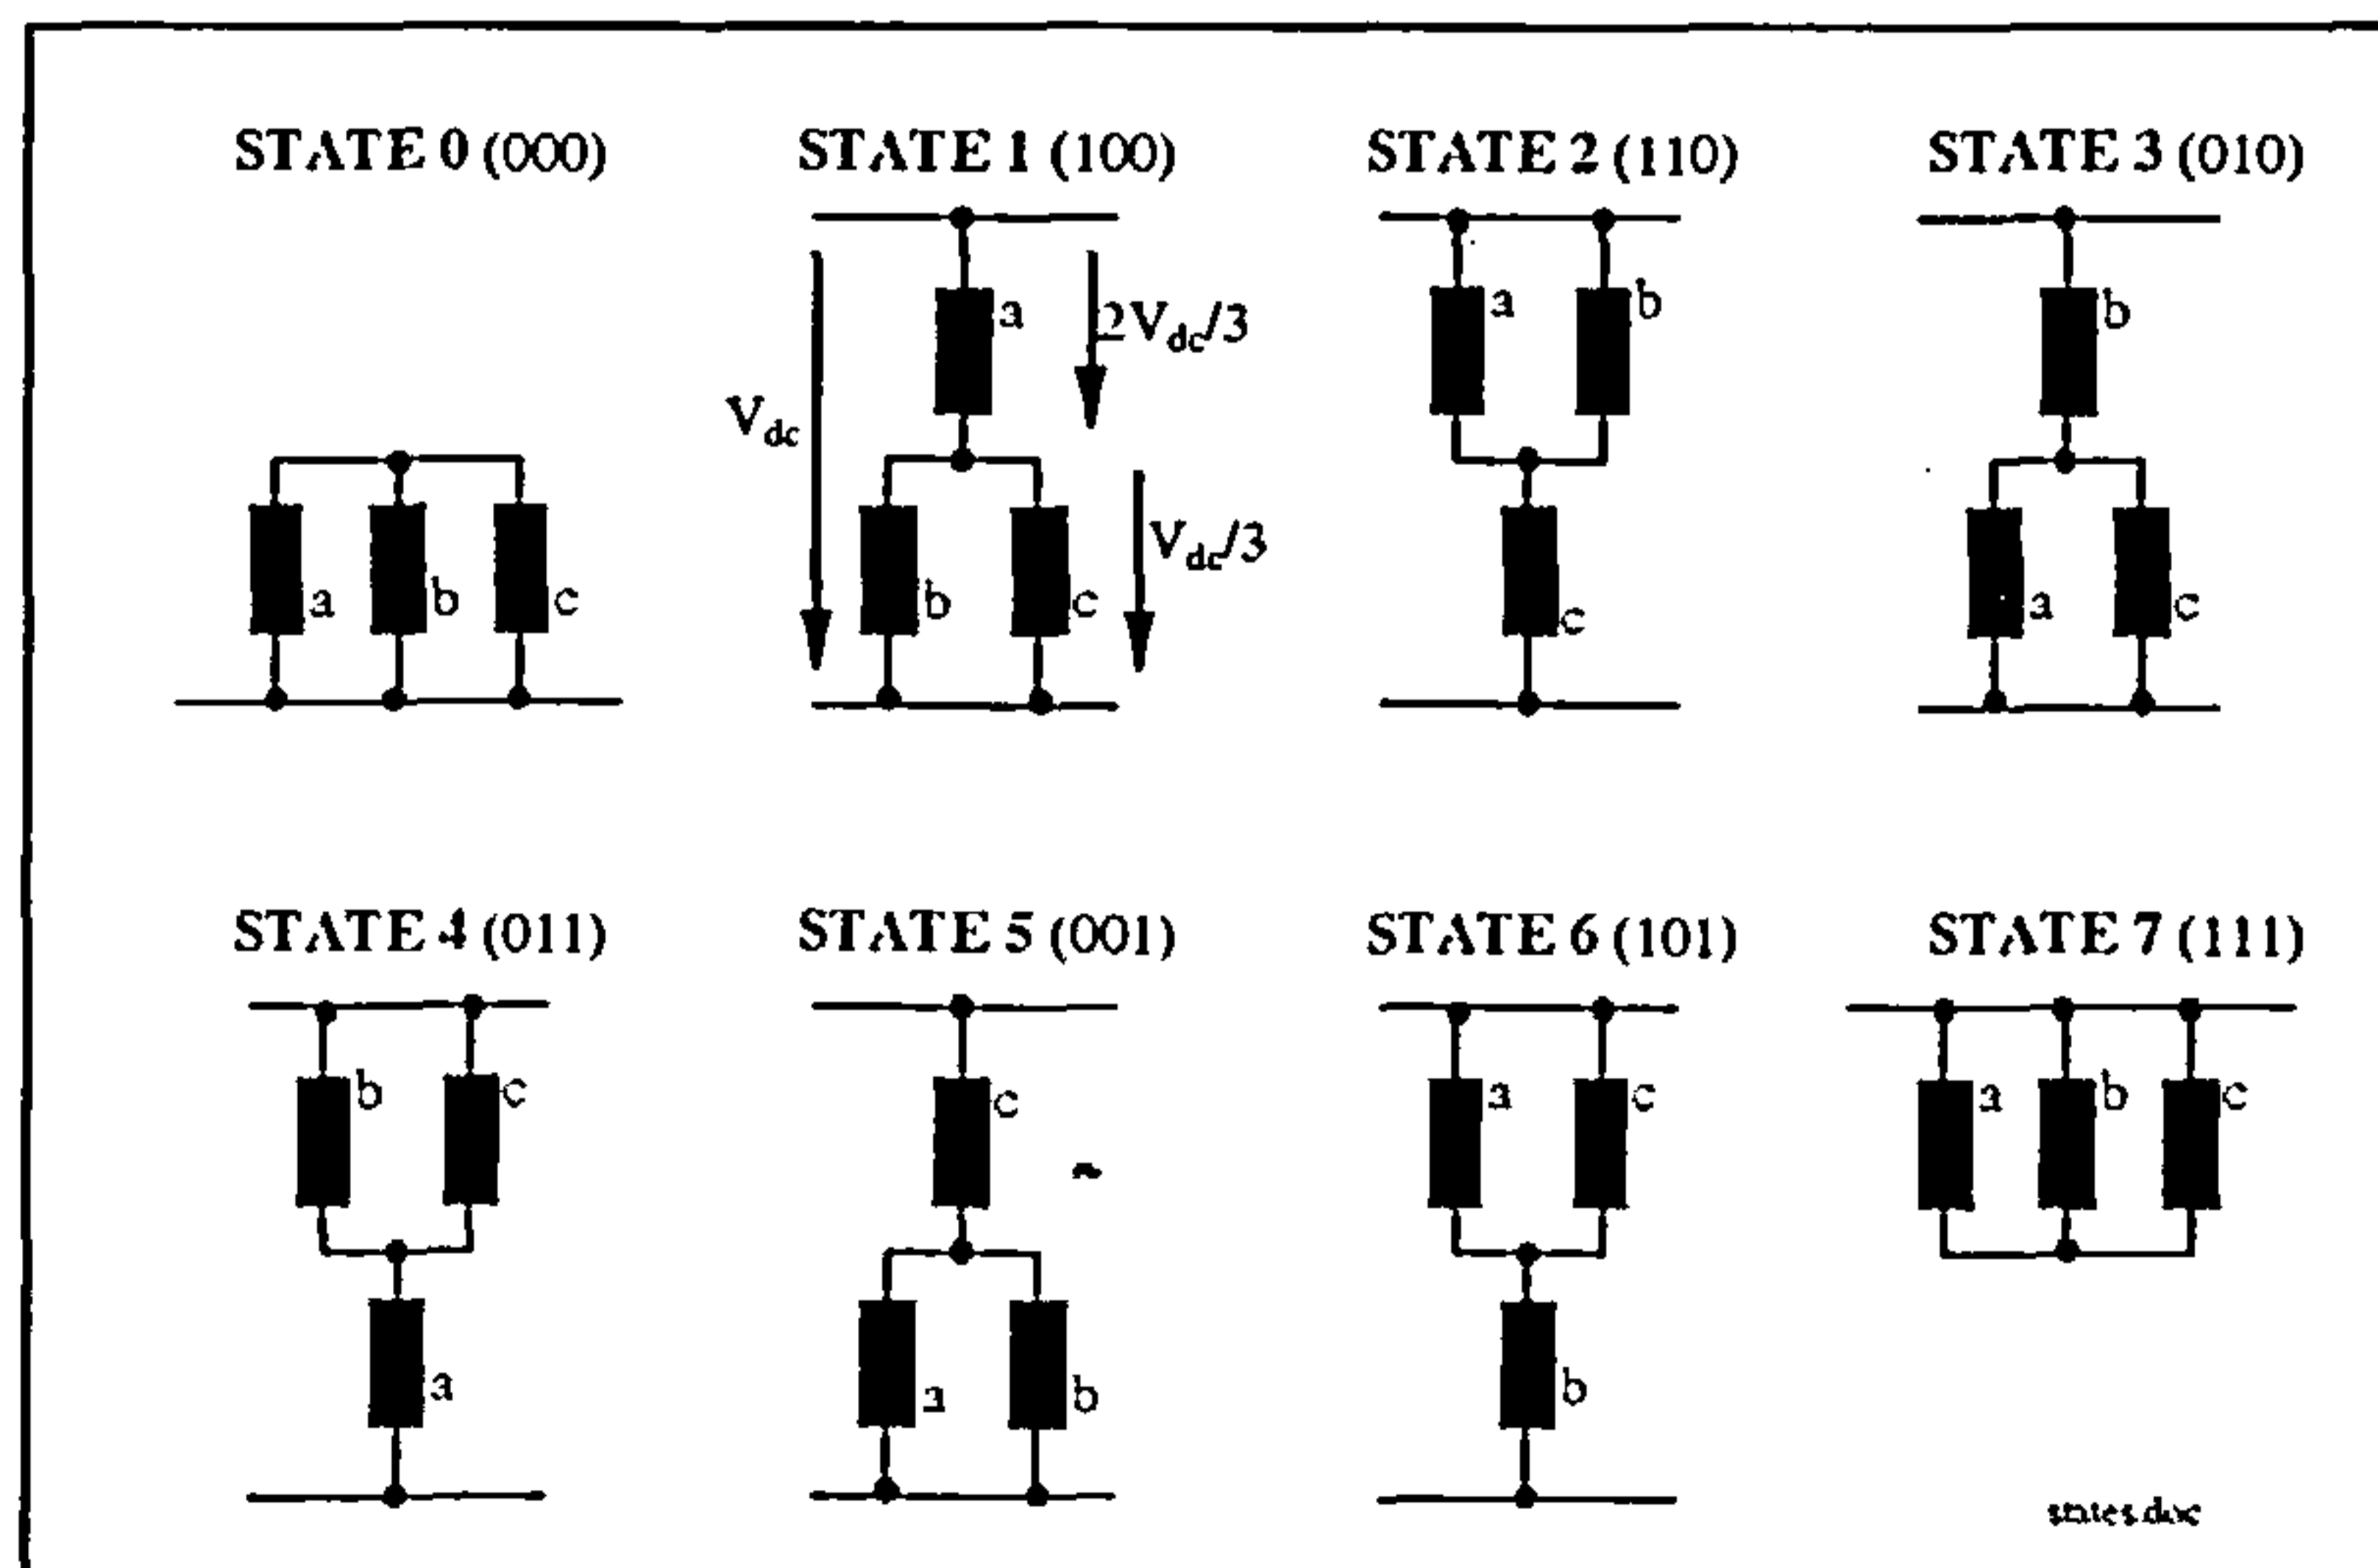 STATE 0 (000) STATE 1 (100) STATE 2 (110) STATE 3 (010)
a b c
V_dc a 2V_dc/3 b c V_dc/3
a b c
b a c
STATE 4 (011) STATE 5 (001) STATE 6 (101) STATE 7 (111)
b c a
c a b
a c b
a b c
states.doc